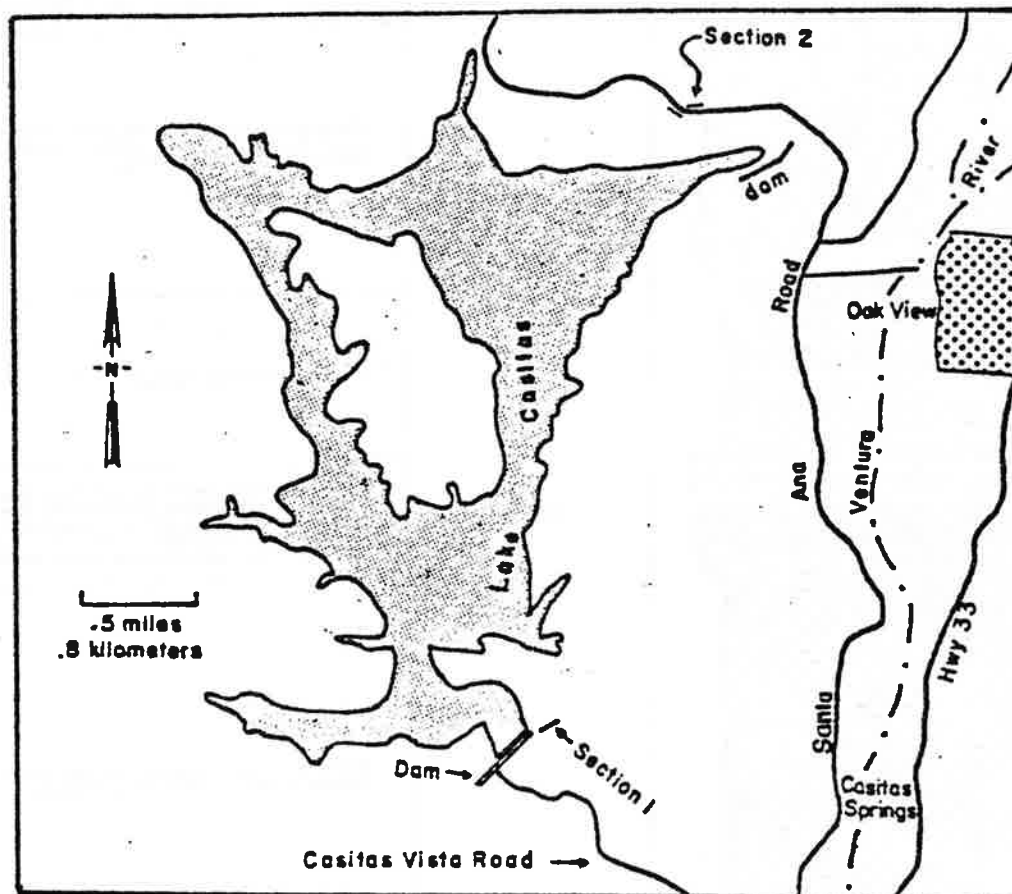 Section 2
River
dam
Road
Oak View
-N-
Casitas
Ana
Ventura
Lake
.5 miles
.8 kilometers
Hwy 33
Santa
Section 1
Dam
Casitas
Springs
Casitas Vista Road